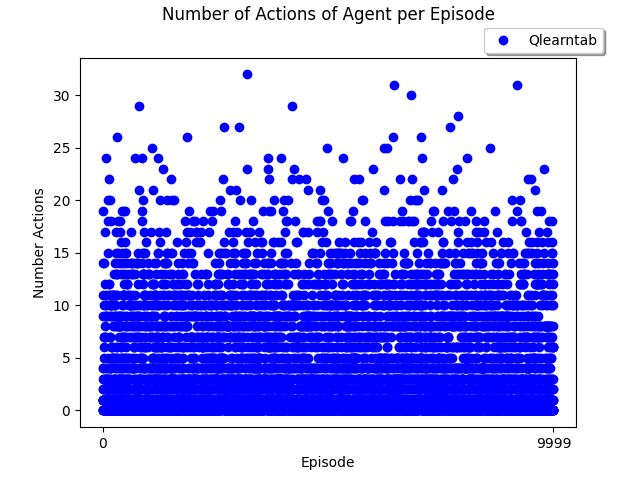 Number of Actions of Agent per Episode
Qlearntab
30
25
20
15
10
5
0
Number Actions
0
9999
Episode